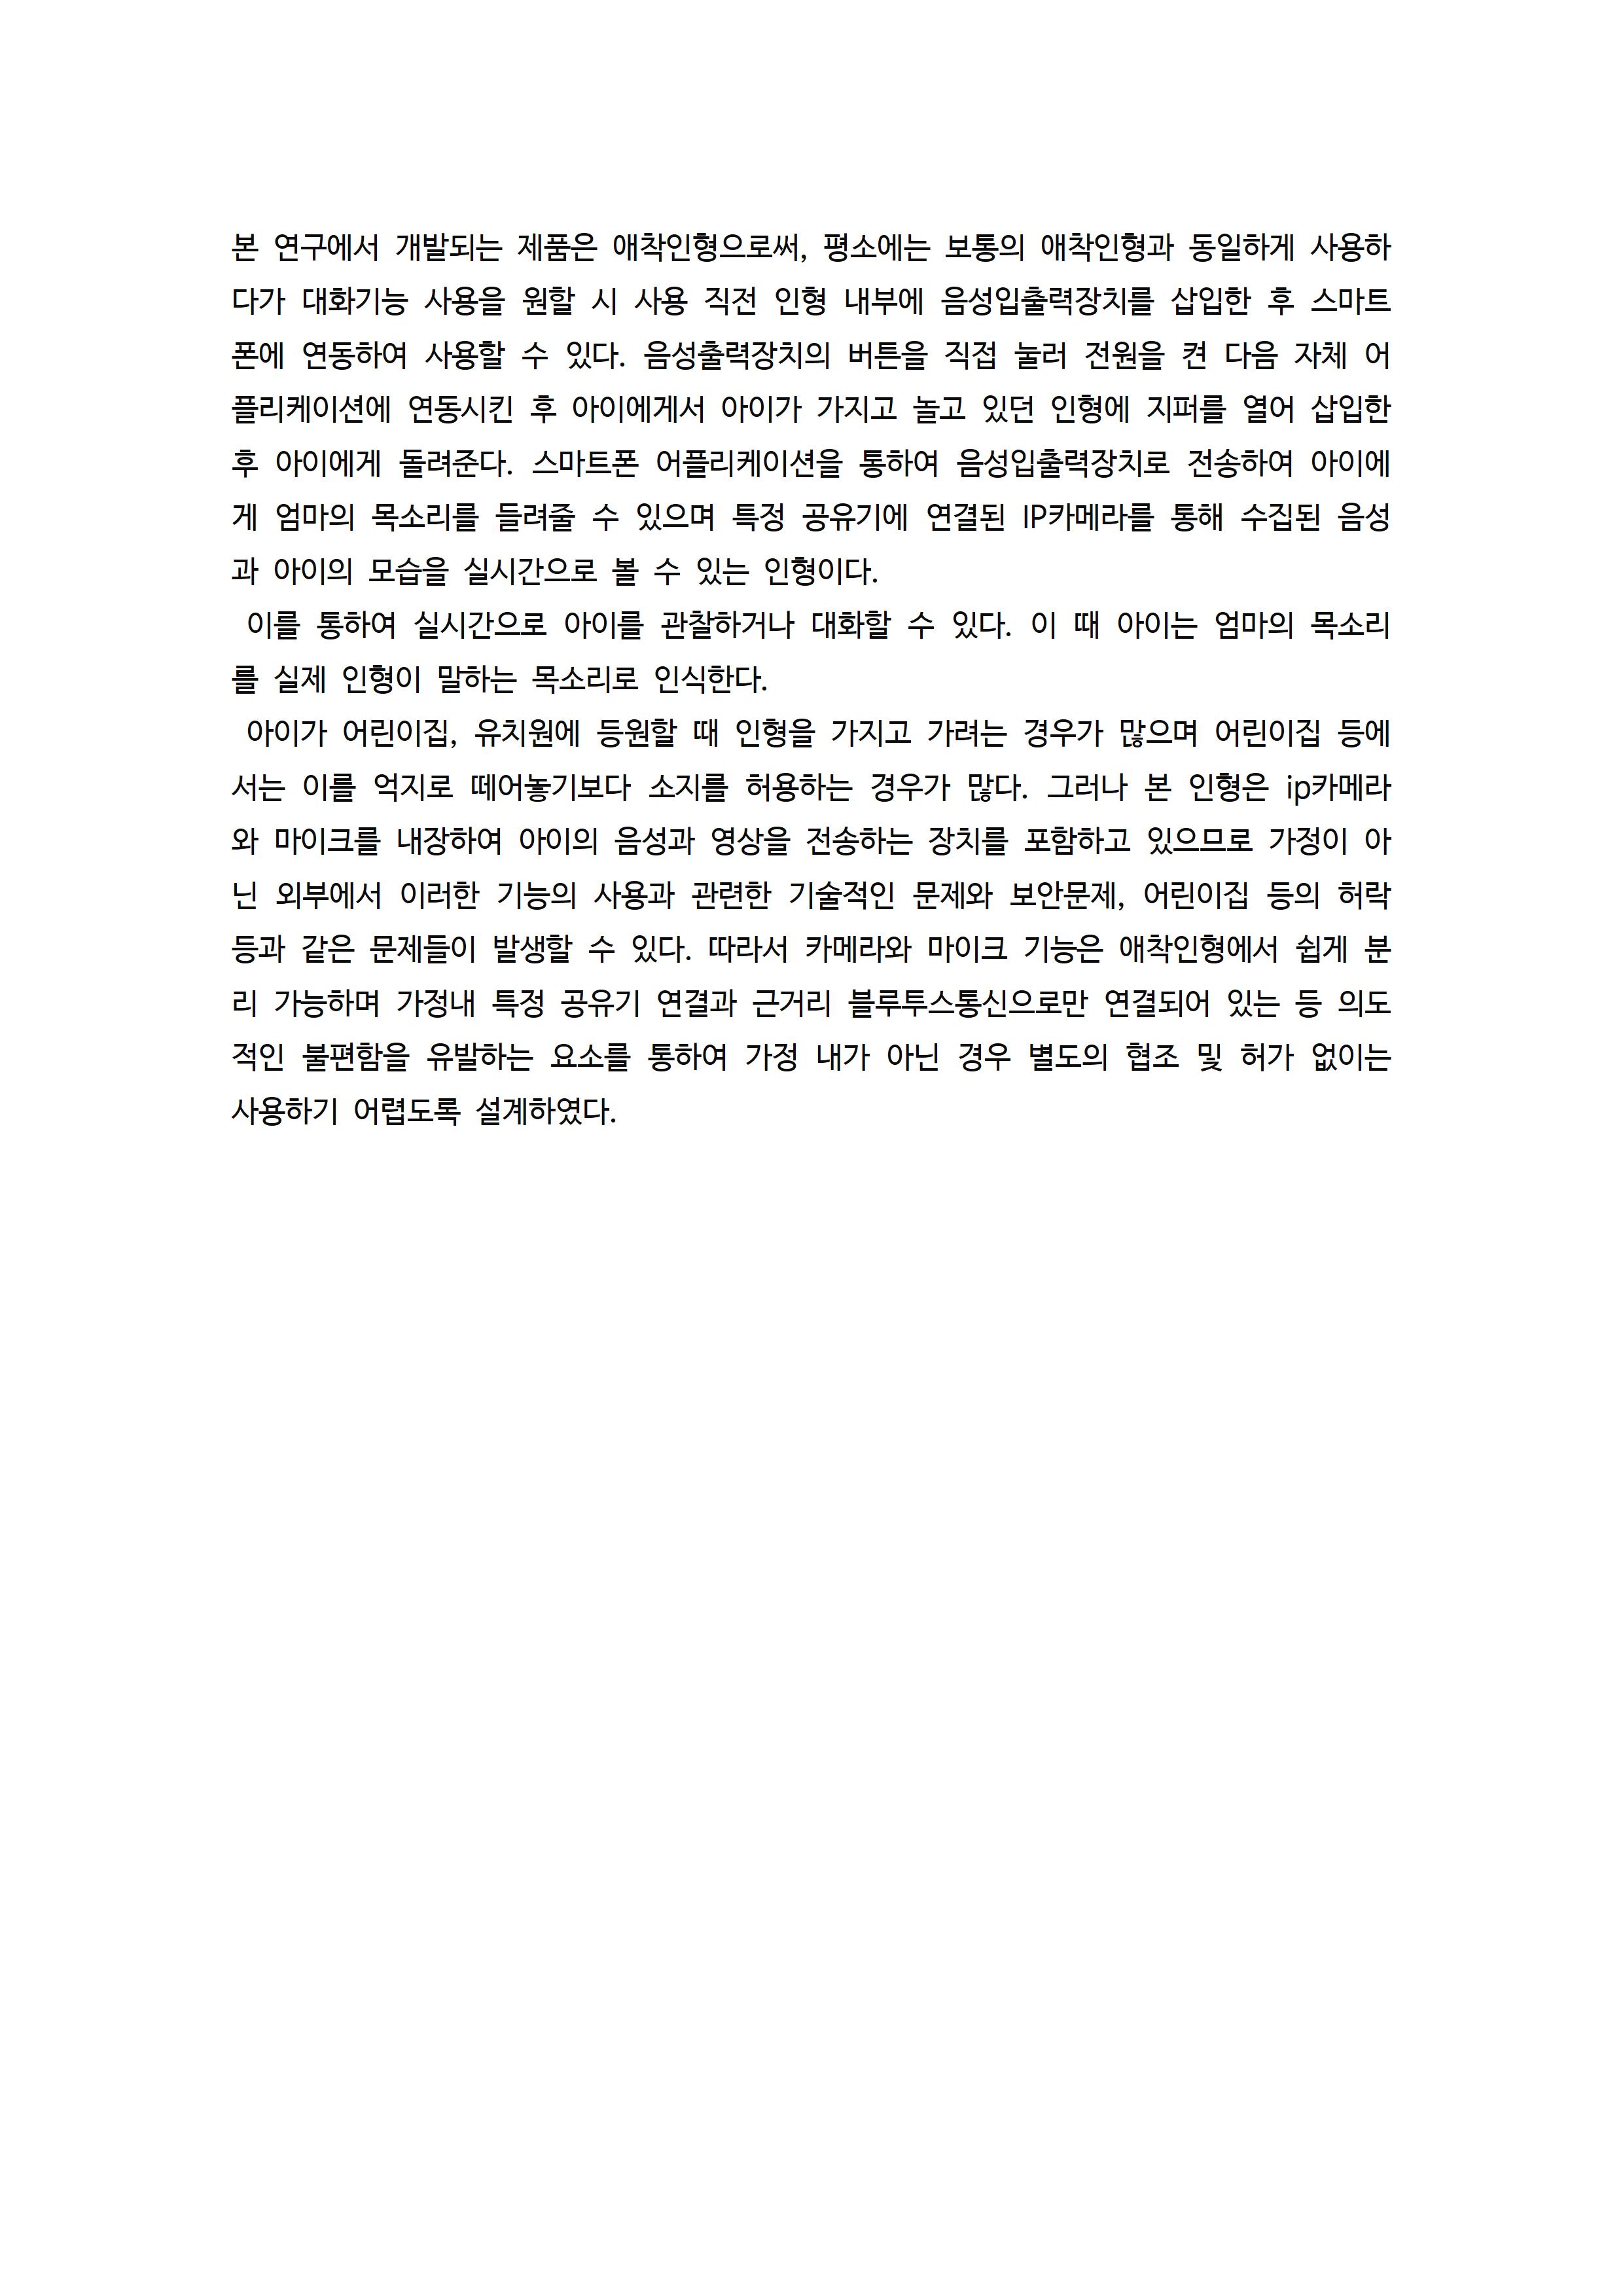 본 연구에서 개발되는 제품은 애착인형으로써, 평소에는 보통의 애착인형과 동일하게 사용하
다가 대화기능 사용을 원할 시 사용 직전 인형 내부에 음성입출력장치를 삽입한 후 스마트
폰에 연동하여 사용할 수 있다. 음성출력장치의 버튼을 직접 눌러 전원을 켠 다음 자체 어
플리케이션에 연동시킨 후 아이에게서 아이가 가지고 놀고 있던 인형에 지퍼를 열어 삽입한
후 아이에게 돌려준다. 스마트폰 어플리케이션을 통하여 음성입출력장치로 전송하여 아이에
게 엄마의 목소리를 들려줄 수 있으며 특정 공유기에 연결된 IP카메라를 통해 수집된 음성
과 아이의 모습을 실시간으로 볼 수 있는 인형이다.
이를 통하여 실시간으로 아이를 관찰하거나 대화할 수 있다. 이 때 아이는 엄마의 목소리
를 실제 인형이 말하는 목소리로 인식한다.
아이가 어린이집, 유치원에 등원할 때 인형을 가지고 가려는 경우가 많으며 어린이집 등에
서는 이를 억지로 떼어놓기보다 소지를 허용하는 경우가 많다. 그러나 본 인형은 ip카메라
와 마이크를 내장하여 아이의 음성과 영상을 전송하는 장치를 포함하고 있으므로 가정이 아
닌 외부에서 이러한 기능의 사용과 관련한 기술적인 문제와 보안문제, 어린이집 등의 허락
등과 같은 문제들이 발생할 수 있다. 따라서 카메라와 마이크 기능은 애착인형에서 쉽게 분
리 가능하며 가정내 특정 공유기 연결과 근거리 블루투스통신으로만 연결되어 있는 등 의도
적인 불편함을 유발하는 요소를 통하여 가정 내가 아닌 경우 별도의 협조 및 허가 없이는
사용하기 어렵도록 설계하였다.